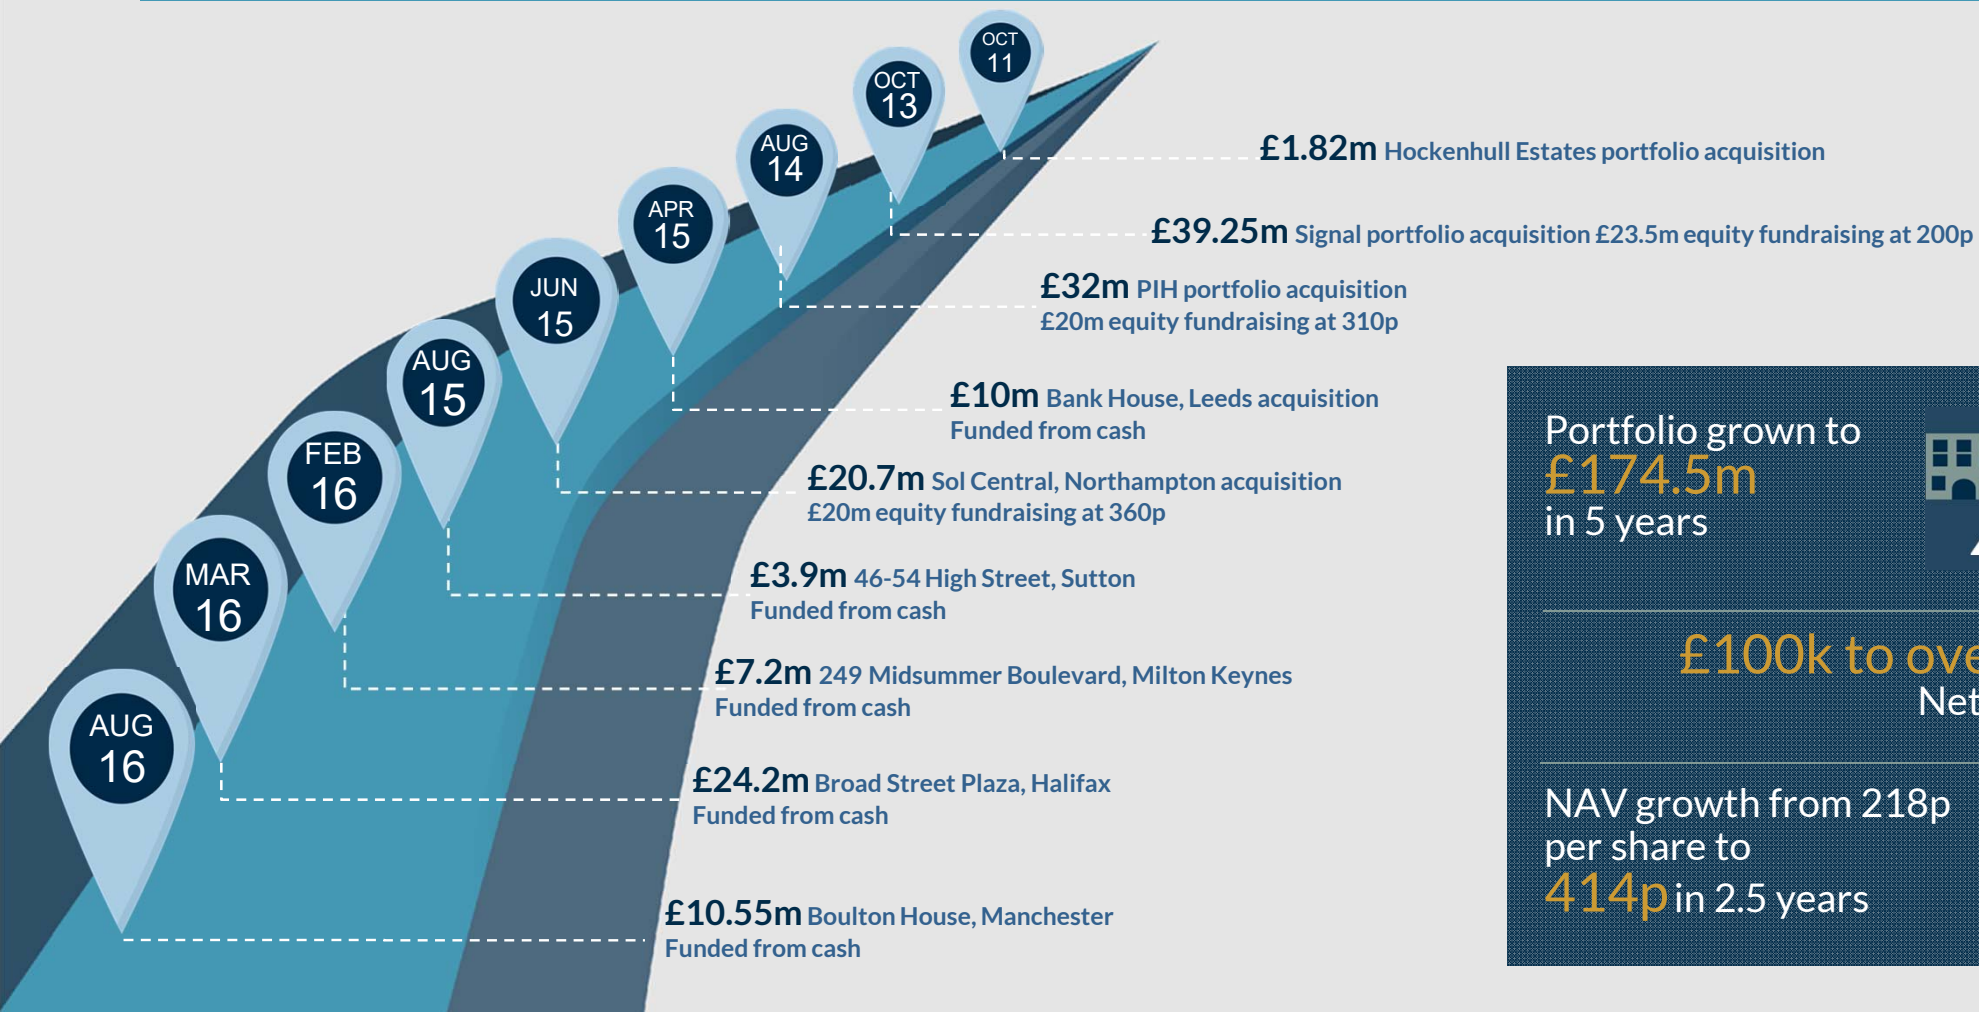 OCT
11
OCT
13
AUG
14
APR
15
JUN
15
AUG
15
FEB
16
MAR
16
AUG
16
£1.82m Hockenhull Estates portfolio acquisition
£39.25m Signal portfolio acquisition £23.5m equity fundraising at 200p
£32m PIH portfolio acquisition
£20m equity fundraising at 310p
£10m Bank House, Leeds acquisition
Funded from cash
£20.7m Sol Central, Northampton acquisition
£20m equity fundraising at 360p
£3.9m 46-54 High Street, Sutton
Funded from cash
£7.2m 249 Midsummer Boulevard, Milton Keynes
Funded from cash
£24.2m Broad Street Plaza, Halifax
Funded from cash
£10.55m Boulton House, Manchester
Funded from cash
Portfolio grown to
£174.5m
in 5 years
£100k to
Net
NAV growth from 218p
per share to
414p in 2.5 years